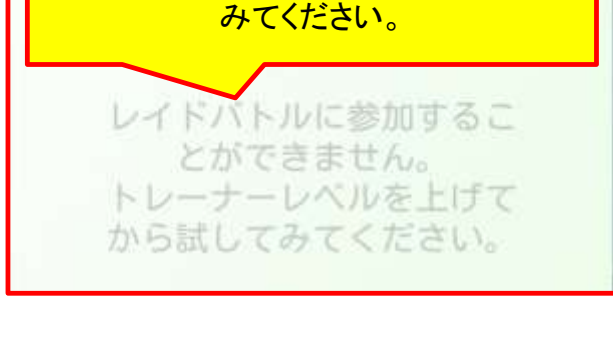 みてください。
レイドバトルに参加するこ
とができません。
トレーナーレベルを上げて
から試してみてください。